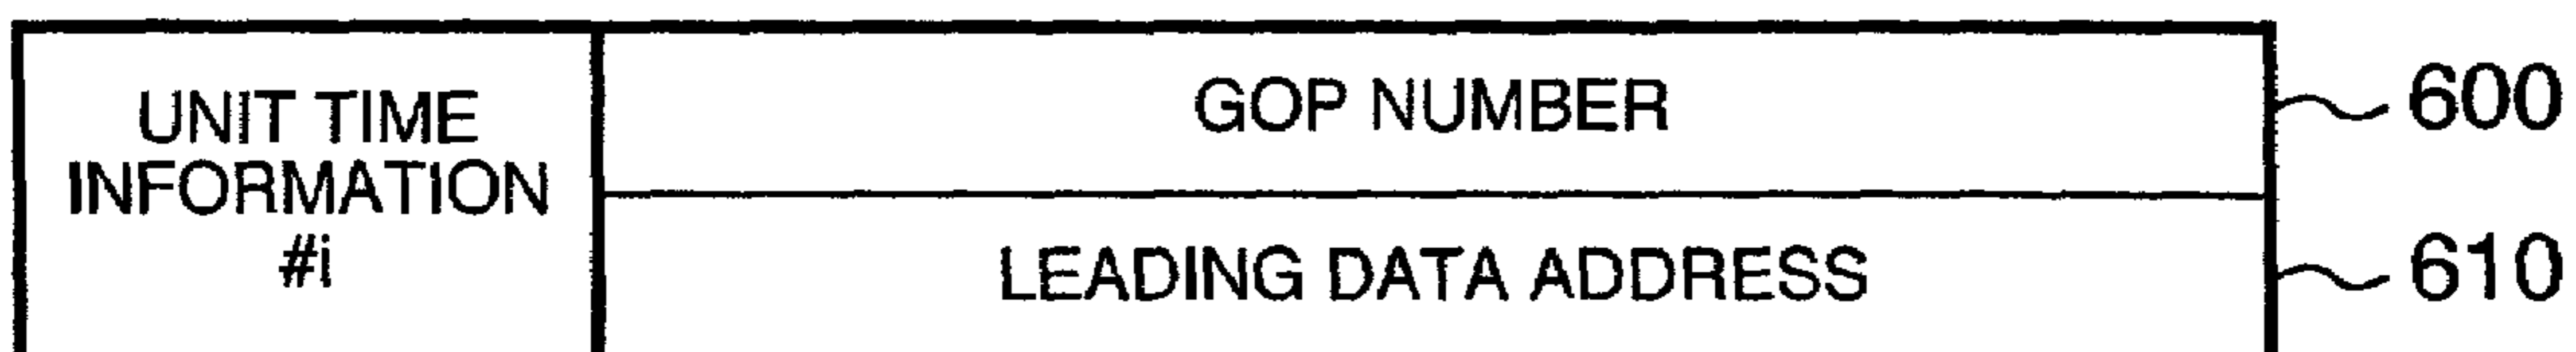 UNIT TIME
INFORMATION
#i
GOP NUMBER
600
LEADING DATA ADDRESS
610